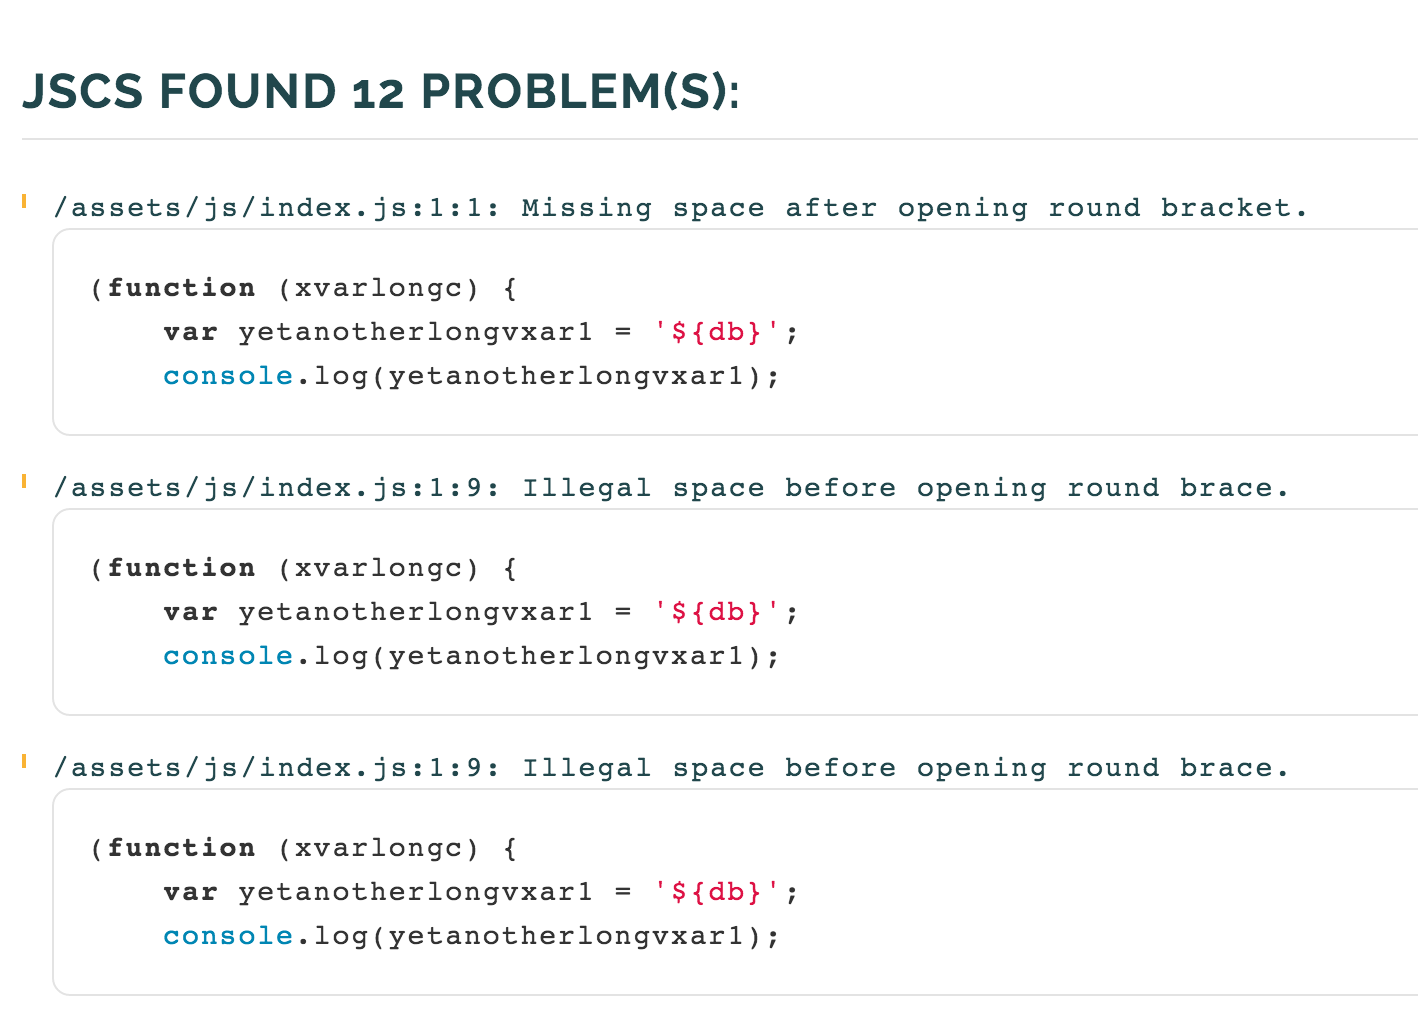 JSCS FOUND 12 PROBLEM(S):
/assets/js/index.js:1:1: Missing space after opening round bracket.
(function (xvarlongc) {
    var yetanotherlongvxar1 = '${db}';
    console.log(yetanotherlongvxar1);
/assets/js/index.js:1:9: Illegal space before opening round brace.
(function (xvarlongc) {
    var yetanotherlongvxar1 = '${db}';
    console.log(yetanotherlongvxar1);
/assets/js/index.js:1:9: Illegal space before opening round brace.
(function (xvarlongc) {
    var yetanotherlongvxar1 = '${db}';
    console.log(yetanotherlongvxar1);